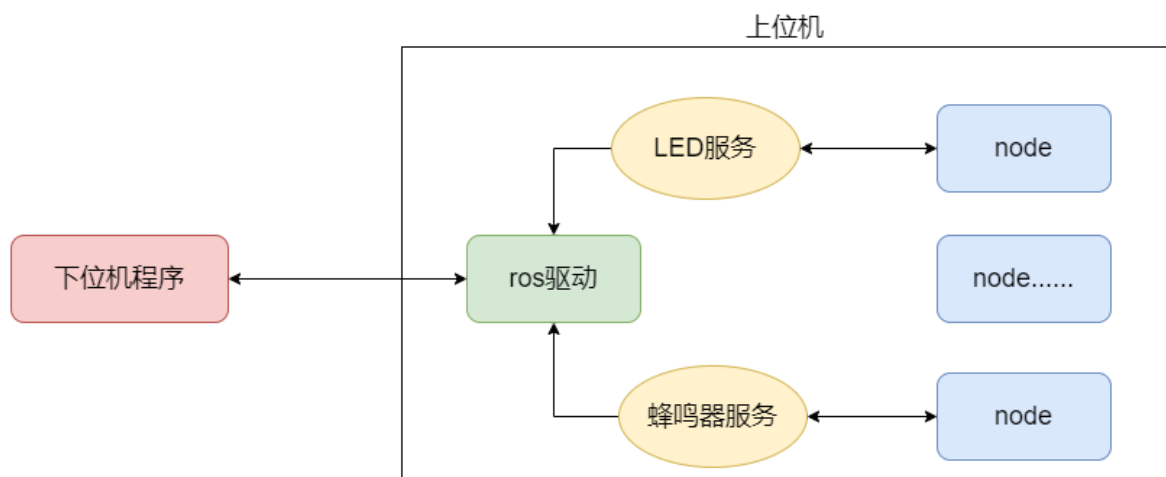 上位机
LED服务
node
下位机程序
ros驱动
node......
蜂鸣器服务
node